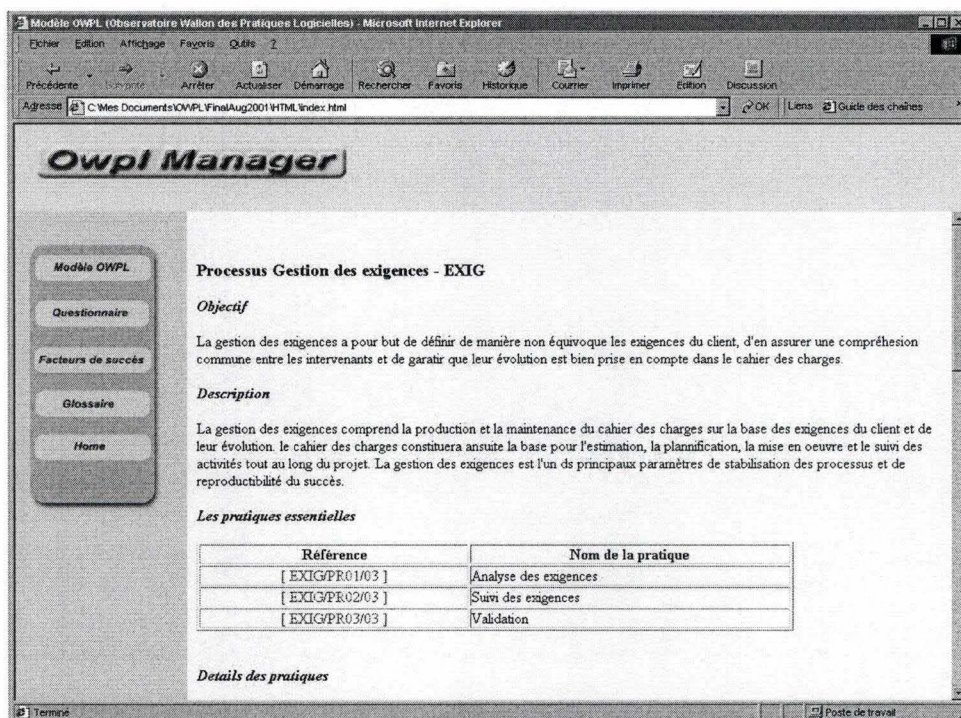 Modèle OWPL (Observatoire Wallon des Pratiques Logicielles) - Microsoft Internet Explorer
Fichier Edition Affichage Favoris Outils ?
Précédente Suivante Arrêter Actualiser Démarrage Rechercher Favoris Historique Courrier Imprimer Edition Discussion
Adresse C:\Mes Documents\OWPL\FinalAug2001\HTML\index.html OK Liens Guide des chaînes
Owpl Manager
Modèle OWPL
Questionnaire
Facteurs de succès
Glossaire
Home
Processus Gestion des exigences - EXIG
Objectif
La gestion des exigences a pour but de définir de manière non équivoque les exigences du client, d'en assurer une compréhesion
commune entre les intervenants et de garatir que leur évolution est bien prise en compte dans le cahier des charges.
Description
La gestion des exigences comprend la production et la maintenance du cahier des charges sur la base des exigences du client et de
leur évolution. le cahier des charges constituera ansuite la base pour l'estimation, la plannification, la mise en oeuvre et le suivi des
activités tout au long du projet. La gestion des exigences est l'un ds principaux paramètres de stabilisation des processus et de
reproductibilité du succès.
Les pratiques essentielles
Référence Nom de la pratique
[ EXIG/PR01/03 ] Analyse des exigences
[ EXIG/PR02/03 ] Suivi des exigences
[ EXIG/PR03/03 ] Validation
Details des pratiques
Terminé Poste de travail